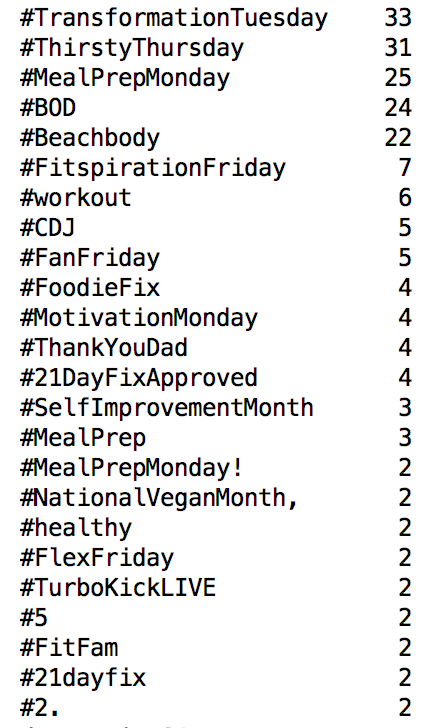 #TransformationTuesday 33
#ThirstyThursday 31
#MealPrepMonday 25
#BOD 24
#Beachbody 22
#FitspirationFriday 7
#workout 6
#CDJ 5
#FanFriday 5
#FoodieFix 4
#MotivationMonday 4
#ThankYouDad 4
#21DayFixApproved 4
#SelfImprovementMonth 3
#MealPrep 3
#MealPrepMonday! 2
#NationalVeganMonth, 2
#healthy 2
#FlexFriday 2
#TurboKickLIVE 2
#5 2
#FitFam 2
#21dayfix 2
#2. 2